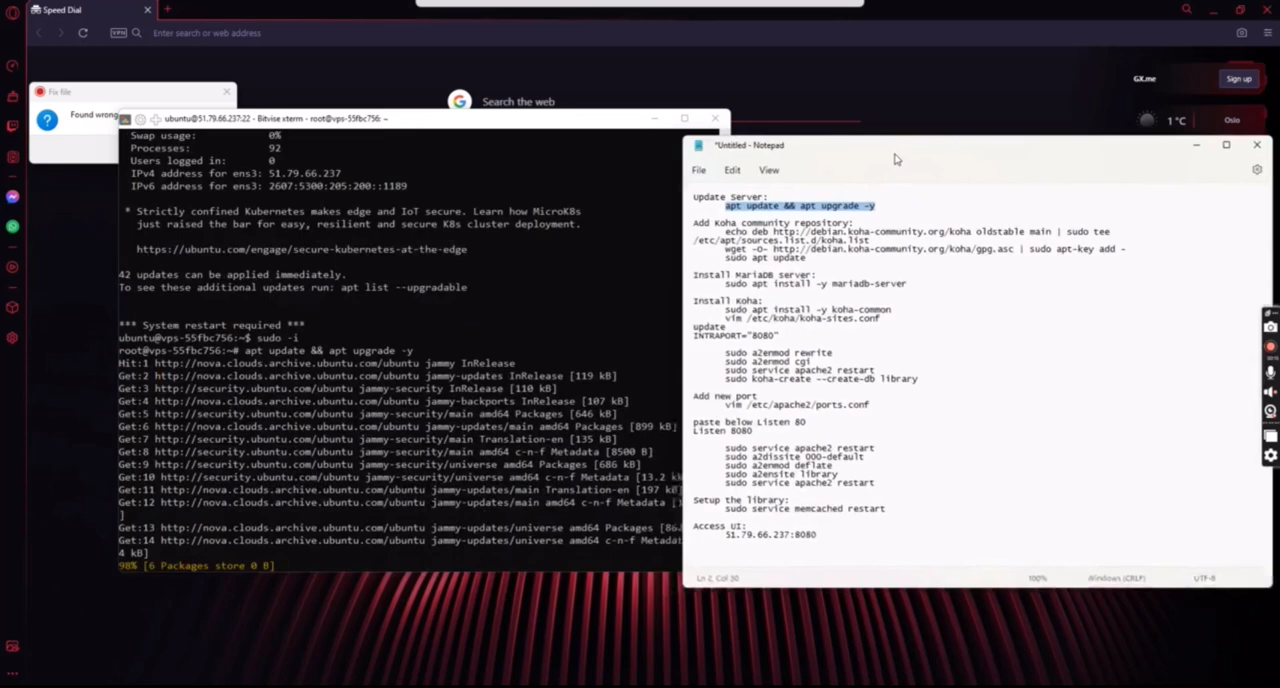 Speed Dial
VPN
Enter search or web address
GX.me
Sign up
Fix file
Found wrong
Search the web
1 °C
Oslo
ubuntu@51.79.66.237:22 - Bitvise xterm - root@vps-55fbc756: ~
Swap usage: 0%
Processes: 92
Users logged in: 0
IPv4 address for ens3: 51.79.66.237
IPv6 address for ens3: 2607:5300:205:200::1189
* Strictly confined Kubernetes makes edge and IoT secure. Learn how MicroK8s
just raised the bar for easy, resilient and secure K8s cluster deployment.
https://ubuntu.com/engage/secure-kubernetes-at-the-edge
42 updates can be applied immediately.
To see these additional updates run: apt list --upgradable
*** System restart required ***
ubuntu@vps-55fbc756:~$ sudo -i
root@vps-55fbc756:~# apt update && apt upgrade -y
Hit:1 http://nova.clouds.archive.ubuntu.com/ubuntu jammy InRelease
Get:2 http://nova.clouds.archive.ubuntu.com/ubuntu jammy-updates InRelease [119 kB]
Get:3 http://security.ubuntu.com/ubuntu jammy-security InRelease [110 kB]
Get:4 http://nova.clouds.archive.ubuntu.com/ubuntu jammy-backports InRelease [107 kB]
Get:5 http://security.ubuntu.com/ubuntu jammy-security/main amd64 Packages [646 kB]
Get:6 http://nova.clouds.archive.ubuntu.com/ubuntu jammy-updates/main amd64 Packages [899 kB]
Get:7 http://security.ubuntu.com/ubuntu jammy-security/main Translation-en [135 kB]
Get:8 http://security.ubuntu.com/ubuntu jammy-security/main amd64 c-n-f Metadata [8500 B]
Get:9 http://security.ubuntu.com/ubuntu jammy-security/universe amd64 Packages [686 kB]
Get:10 http://security.ubuntu.com/ubuntu jammy-security/universe amd64 c-n-f Metadata [13.2 k
Get:11 http://nova.clouds.archive.ubuntu.com/ubuntu jammy-updates/main Translation-en [197 k
Get:12 http://nova.clouds.archive.ubuntu.com/ubuntu jammy-updates/main amd64 c-n-f Metadata [
]
Get:13 http://nova.clouds.archive.ubuntu.com/ubuntu jammy-updates/universe amd64 Packages [86
Get:14 http://nova.clouds.archive.ubuntu.com/ubuntu jammy-updates/universe amd64 c-n-f Metadat
4 kB]
98% [6 Packages store 0 B]
*Untitled - Notepad
File Edit View
Update Server:
apt update && apt upgrade -y
Add Koha community repository:
echo deb http://debian.koha-community.org/koha oldstable main | sudo tee
/etc/apt/sources.list.d/koha.list
wget -O- http://debian.koha-community.org/koha/gpg.asc | sudo apt-key add -
sudo apt update
Install MariaDB server:
sudo apt install -y mariadb-server
Install Koha:
sudo apt install -y koha-common
vim /etc/koha/koha-sites.conf
update
INTRAPORT="8080"
sudo a2enmod rewrite
sudo a2enmod cgi
sudo service apache2 restart
sudo koha-create --create-db library
Add new port
vim /etc/apache2/ports.conf
paste below Listen 80
Listen 8080
sudo service apache2 restart
sudo a2dissite 000-default
sudo a2enmod deflate
sudo a2ensite library
sudo service apache2 restart
Setup the library:
sudo service memcached restart
Access UI:
51.79.66.237:8080
100%
Windows (CRLF)
UTF-8